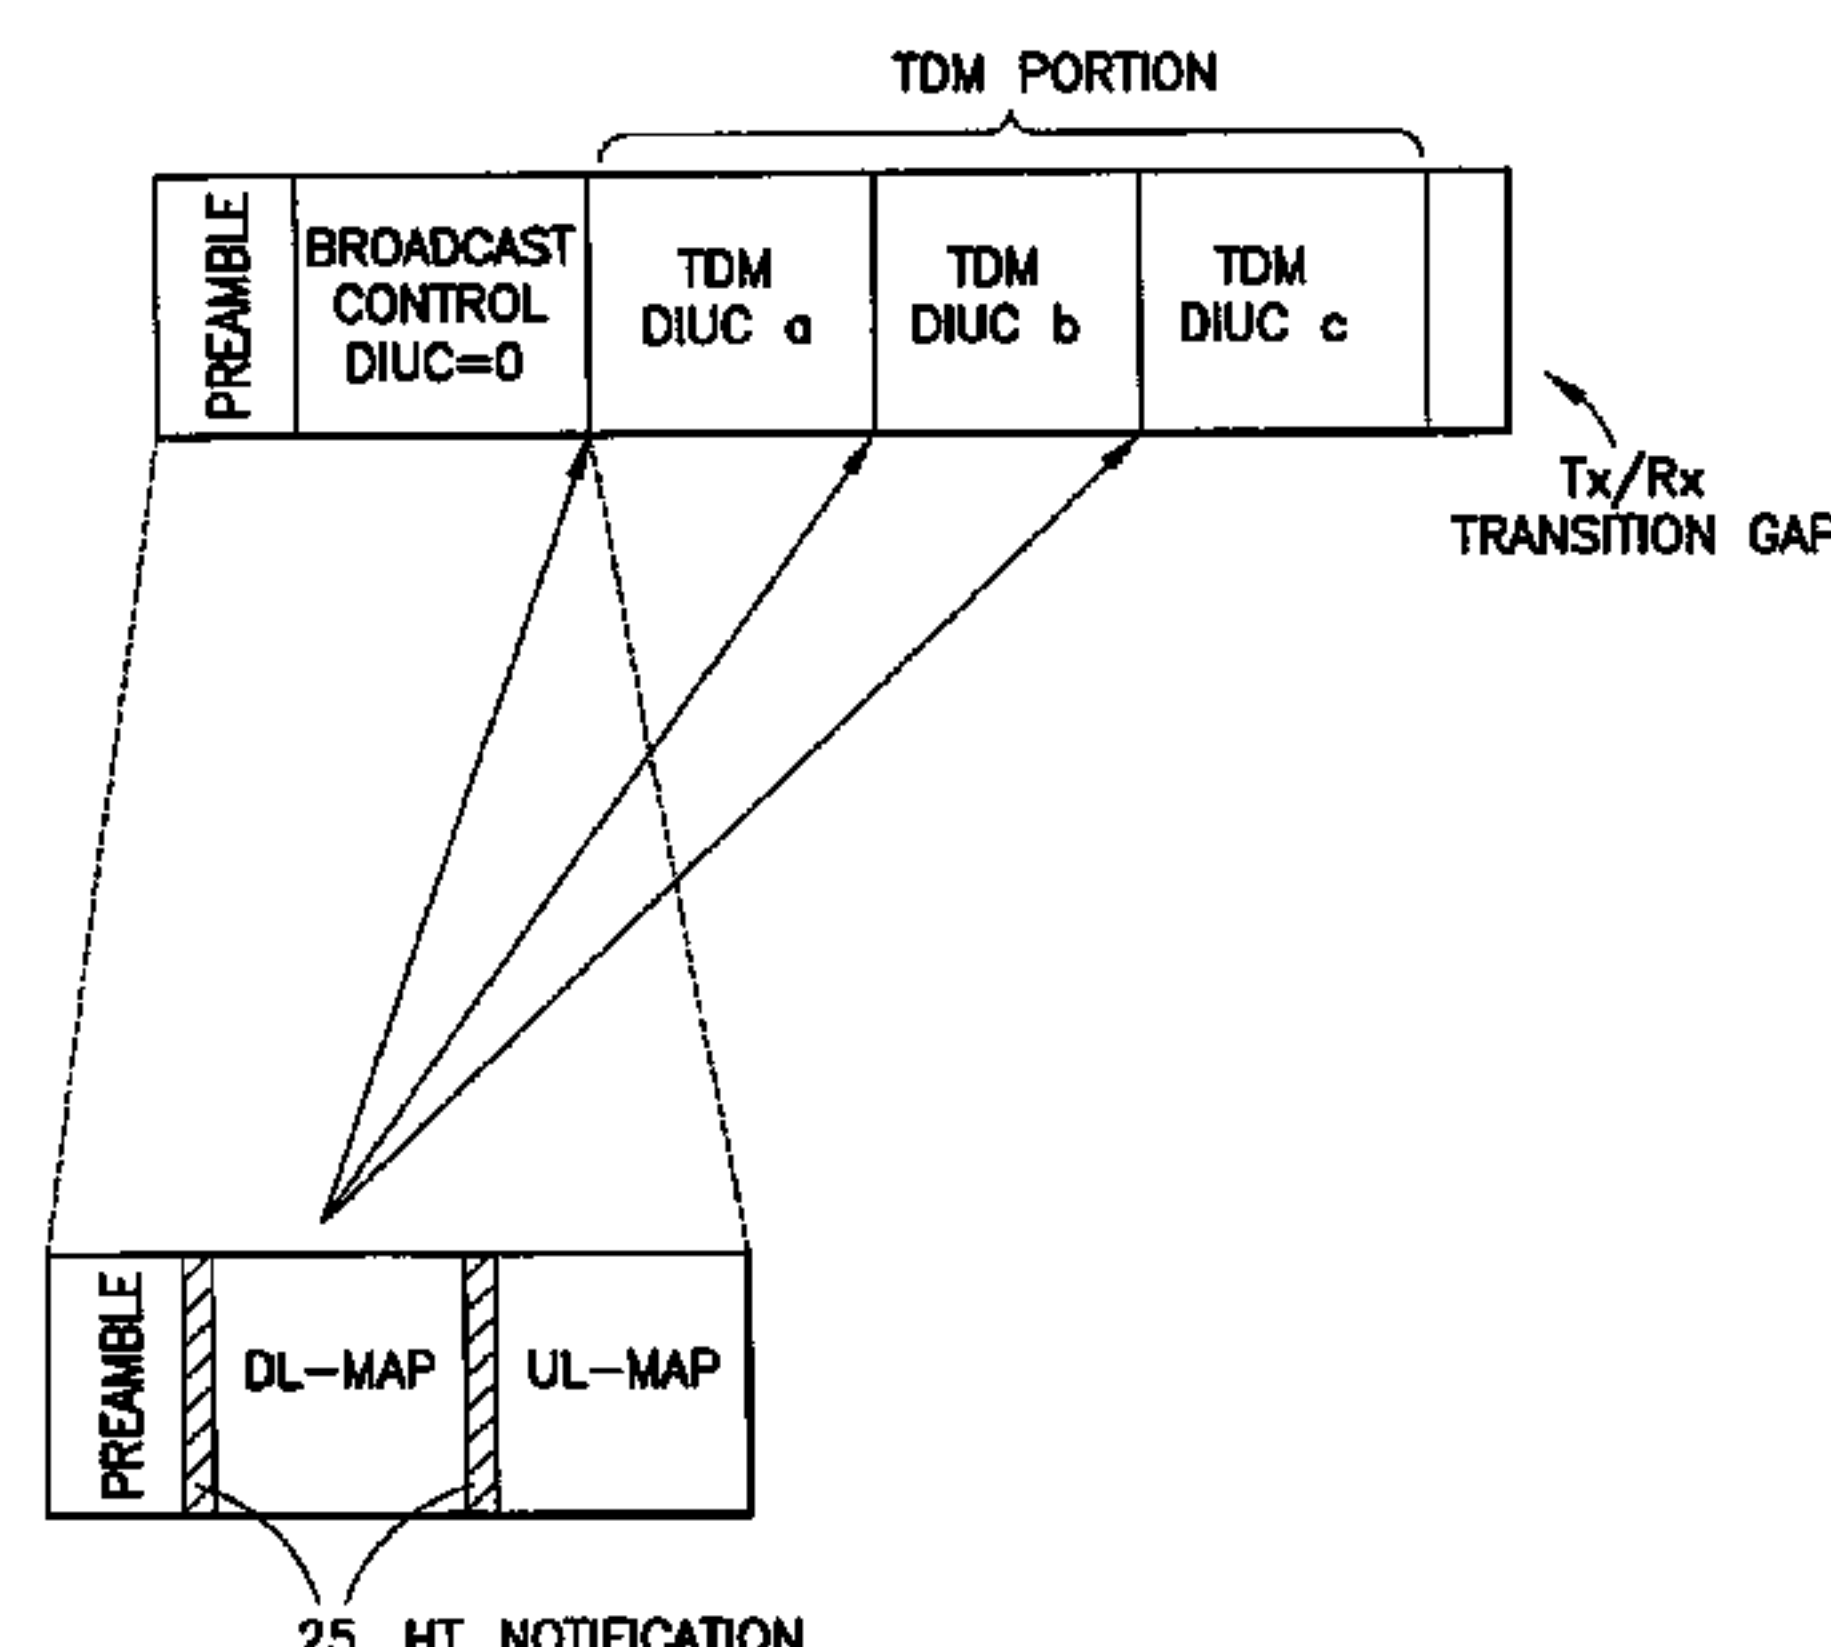 TDM PORTION
PREAMBLE
BROADCAST
CONTROL
DIUC=0
TDM
DIUC a
TDM
DIUC b
TDM
DIUC c
Tx/Rx
TRANSITION GAP
PREAMBLE
DL-MAP
UL-MAP
25 HT NOTIFICATION